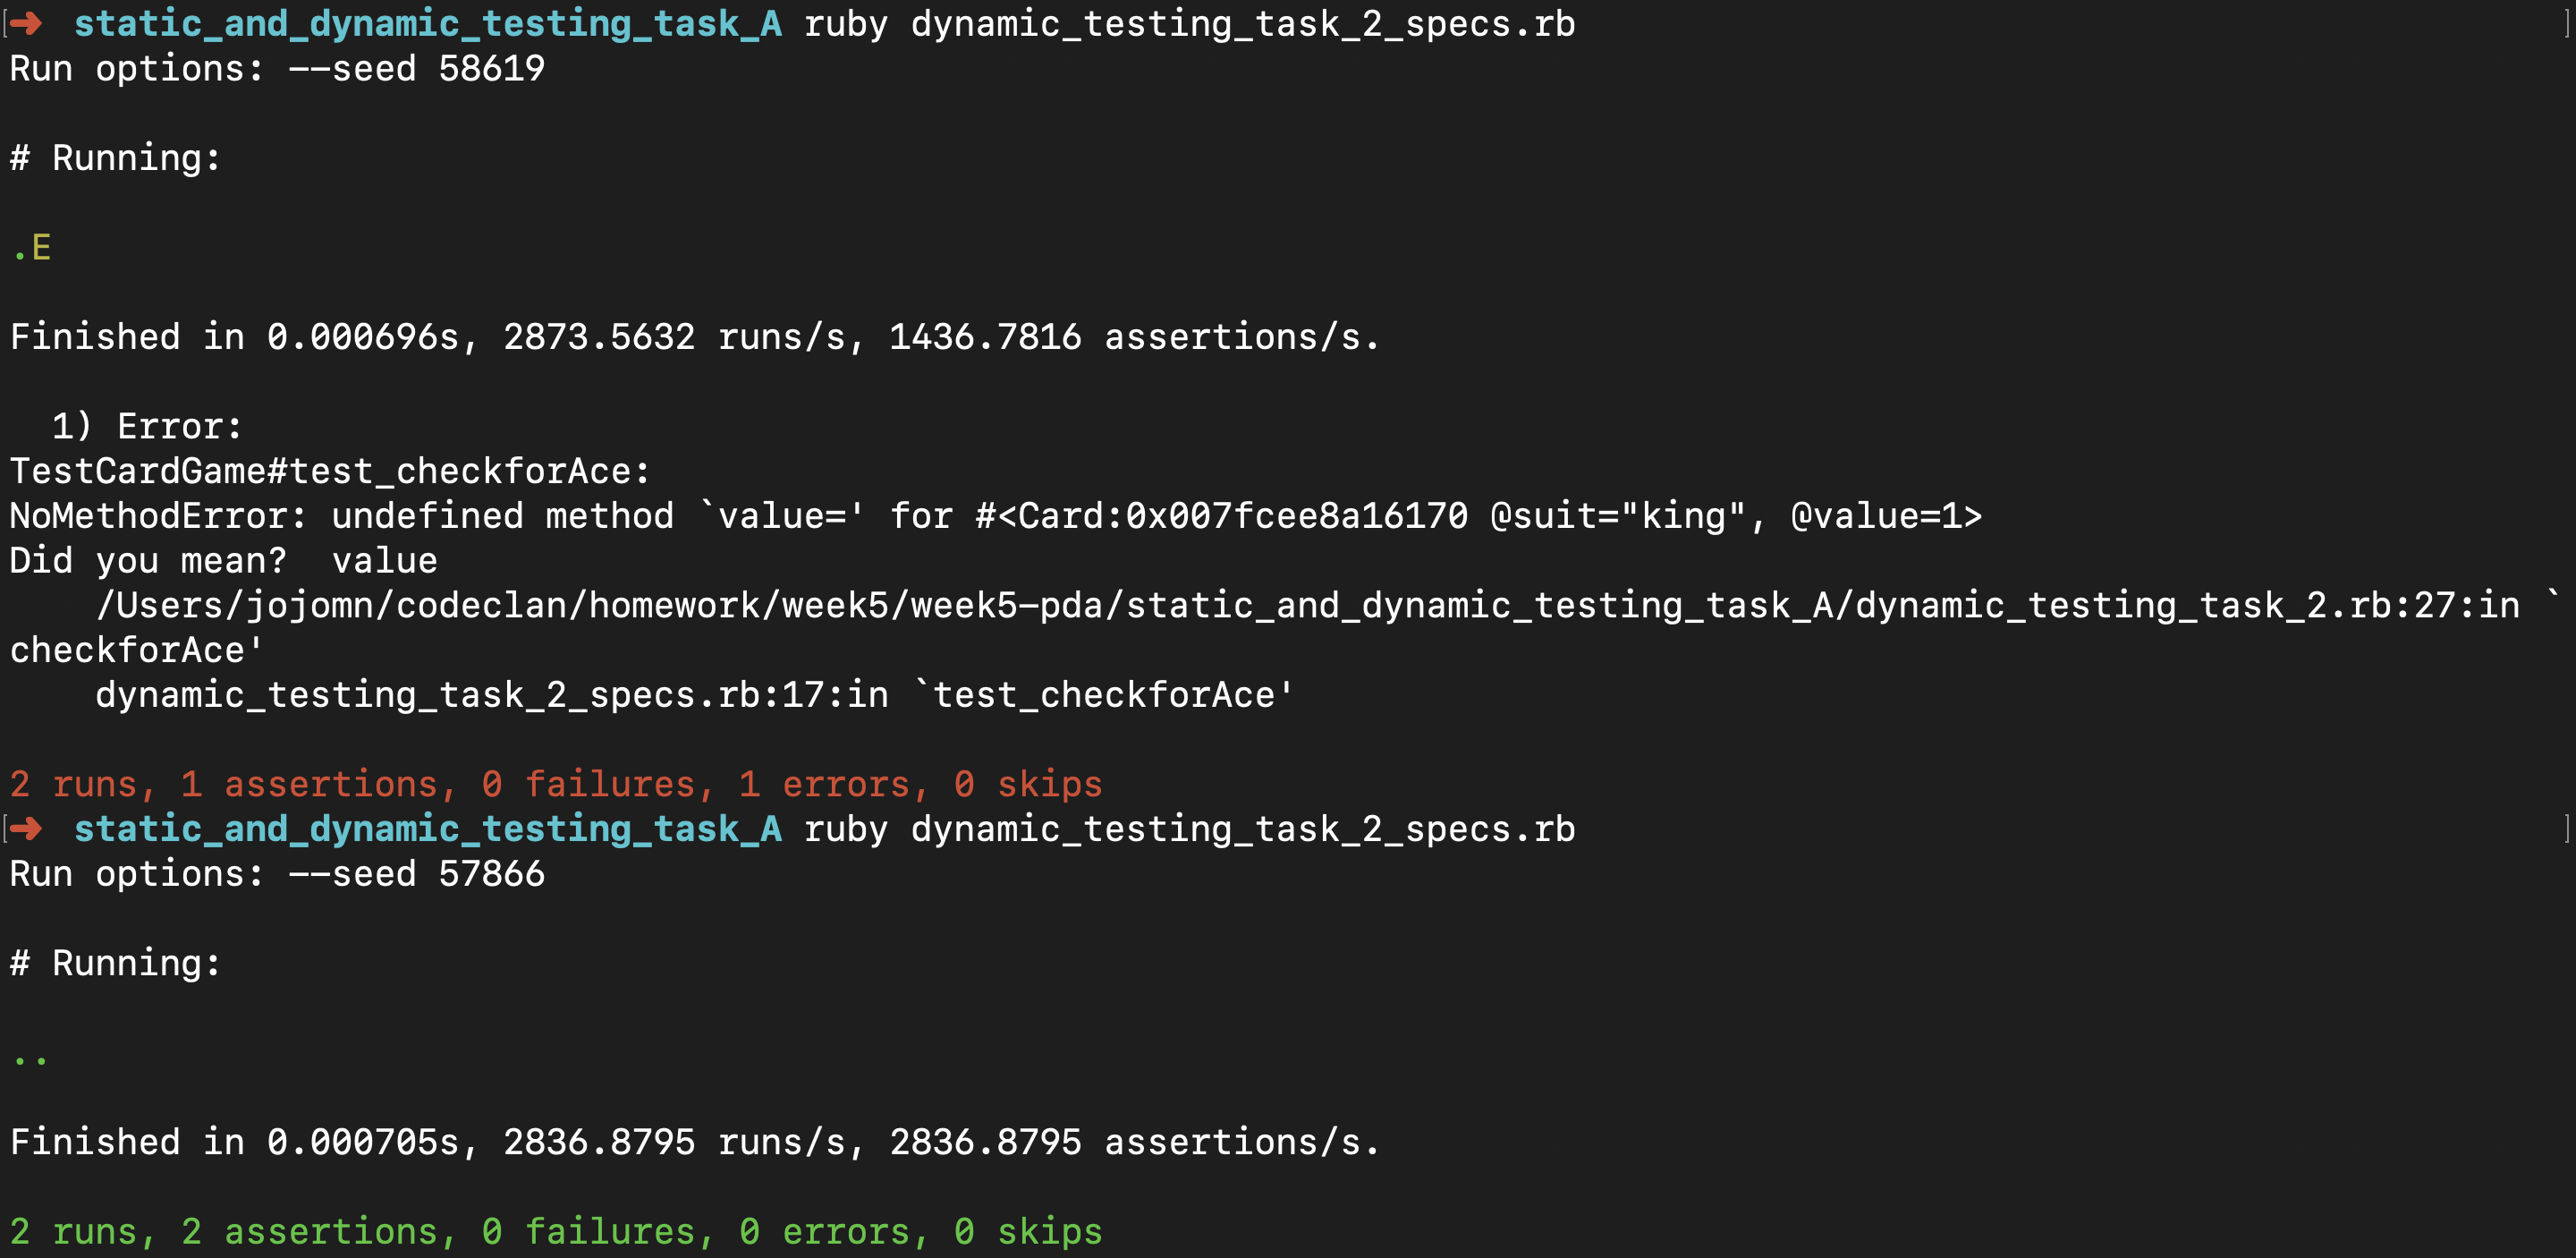 [➜  static_and_dynamic_testing_task_A ruby dynamic_testing_task_2_specs.rb ]
Run options: --seed 58619
# Running:
.E
Finished in 0.000696s, 2873.5632 runs/s, 1436.7816 assertions/s.
  1) Error:
TestCardGame#test_checkforAce:
NoMethodError: undefined method `value=' for #<Card:0x007fcee8a16170 @suit="king", @value=1>
Did you mean?  value
    /Users/jojomn/codeclan/homework/week5/week5-pda/static_and_dynamic_testing_task_A/dynamic_testing_task_2.rb:27:in `
checkforAce'
    dynamic_testing_task_2_specs.rb:17:in `test_checkforAce'
2 runs, 1 assertions, 0 failures, 1 errors, 0 skips
[➜  static_and_dynamic_testing_task_A ruby dynamic_testing_task_2_specs.rb ]
Run options: --seed 57866
# Running:
..
Finished in 0.000705s, 2836.8795 runs/s, 2836.8795 assertions/s.
2 runs, 2 assertions, 0 failures, 0 errors, 0 skips